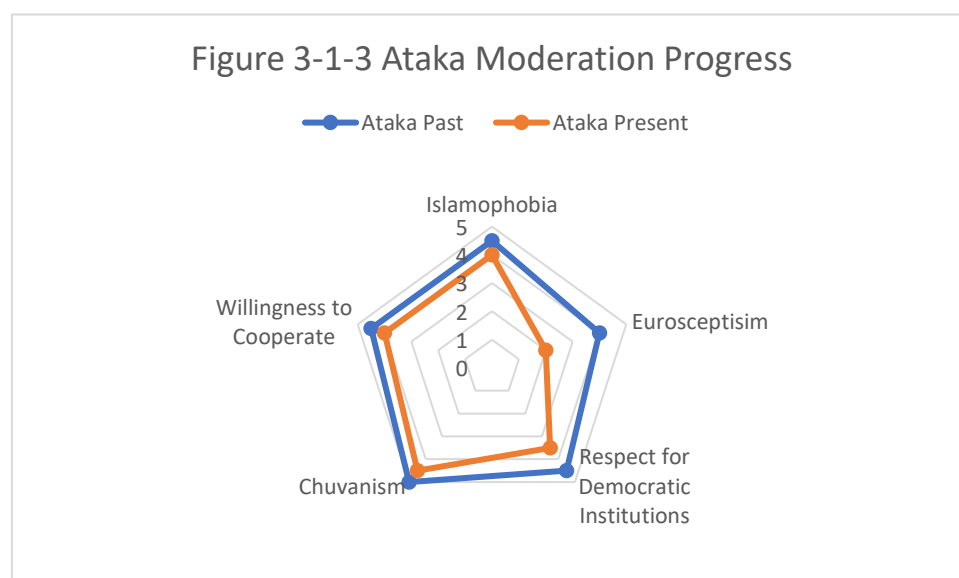 Figure 3-1-3 Ataka Moderation Progress
Ataka Past
Ataka Present
Islamophobia
5
4
3
2
1
0
Eurosceptisim
Respect for
Democratic
Institutions
Chuvanism
Willingness to
Cooperate